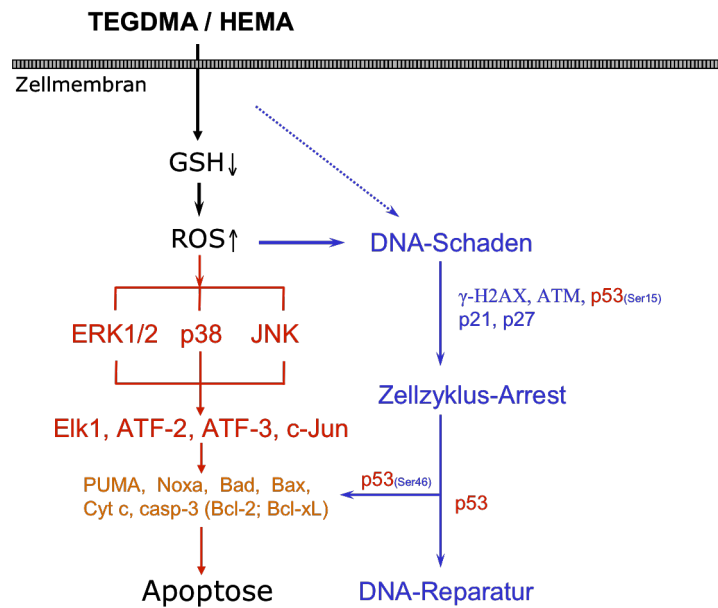 TEGDMA / HEMA
Zellmembran
GSH↓
ROS↑
DNA-Schaden
γ-H2AX, ATM, p53(Ser15)
p21, p27
ERK1/2 p38 JNK
Zellzyklus-Arrest
Elk1, ATF-2, ATF-3, c-Jun
p53(Ser46)
PUMA, Noxa, Bad, Bax,
Cyt c, casp-3 (Bcl-2; Bcl-xL)
p53
Apoptose
DNA-Reparatur